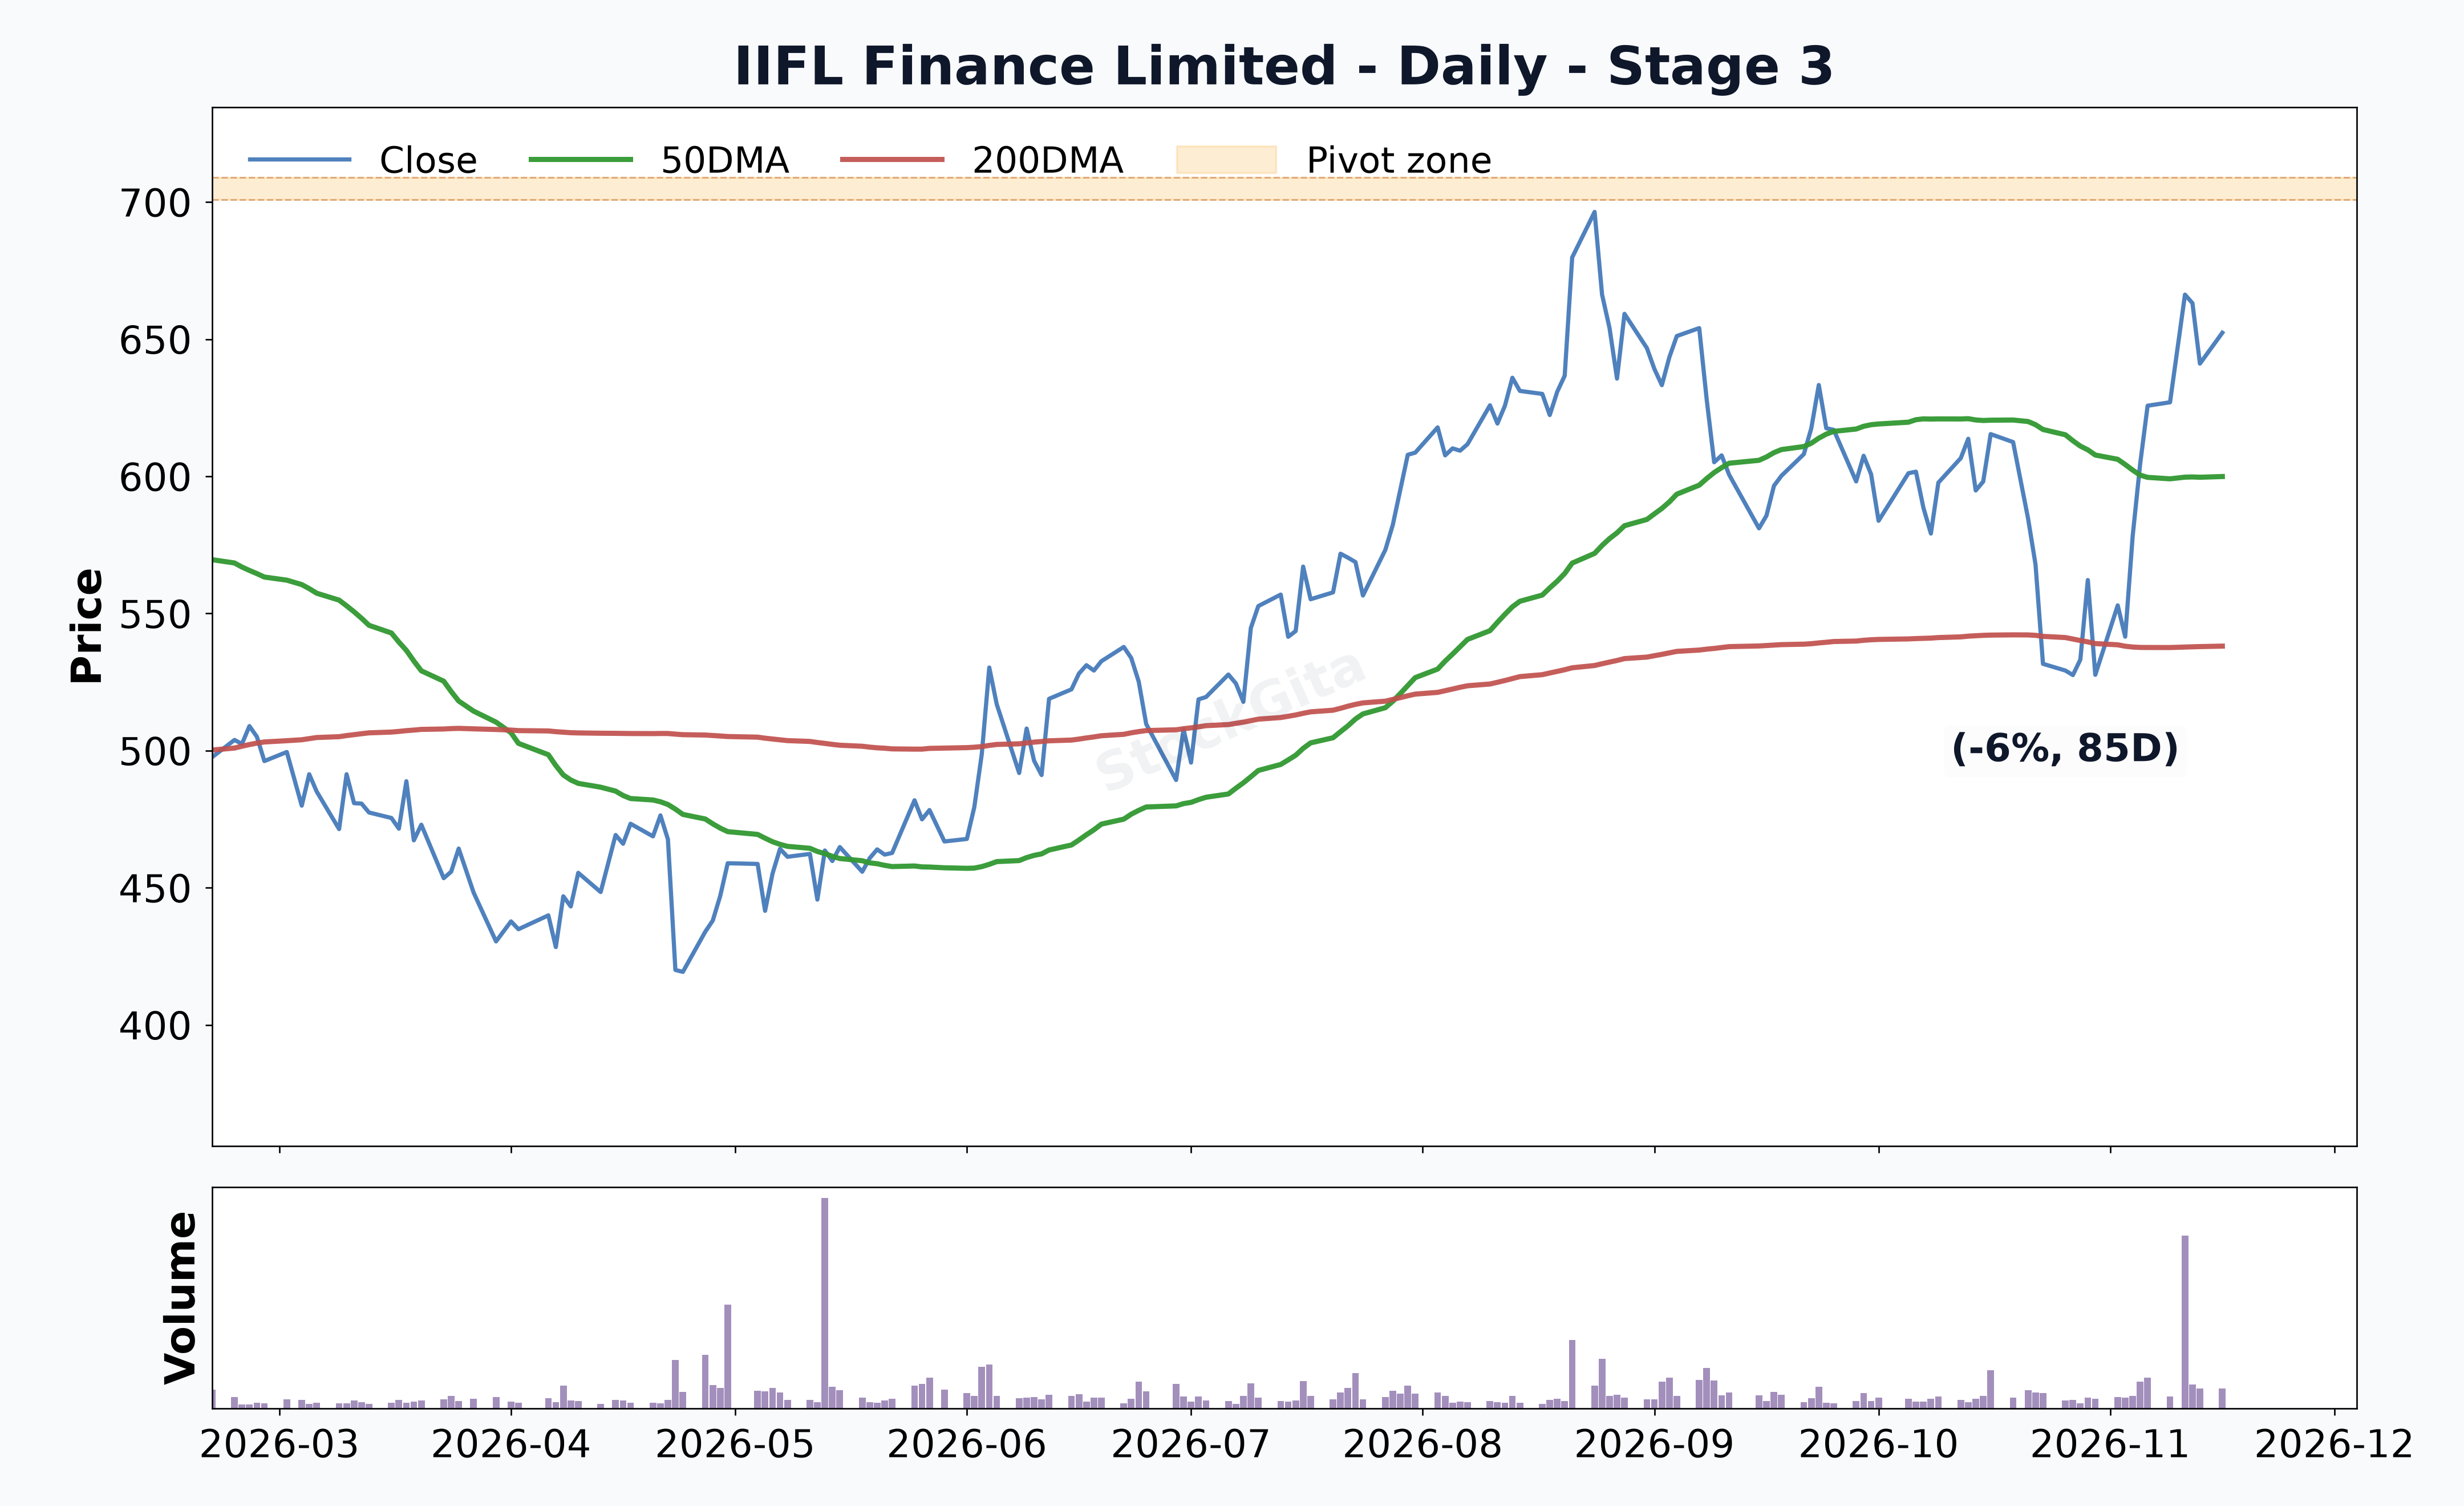 IIFL Finance Limited - Daily - Stage 3
Close 50DMA 200DMA Pivot zone
700
650
600
550
500
450
400
Price
StockGita
(-6%, 85D)
Volume
2026-03 2026-04 2026-05 2026-06 2026-07 2026-08 2026-09 2026-10 2026-11 2026-12